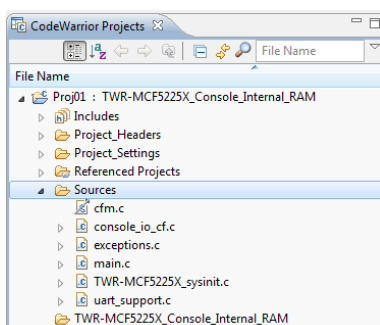 CodeWarrior Projects
File Name
File Name
Proj01 : TWR-MCF5225X_Console_Internal_RAM
Includes
Project_Headers
Project_Settings
Referenced Projects
Sources
cfm.c
console_io_cf.c
exceptions.c
main.c
TWR-MCF5225X_sysinit.c
uart_support.c
TWR-MCF5225X_Console_Internal_RAM